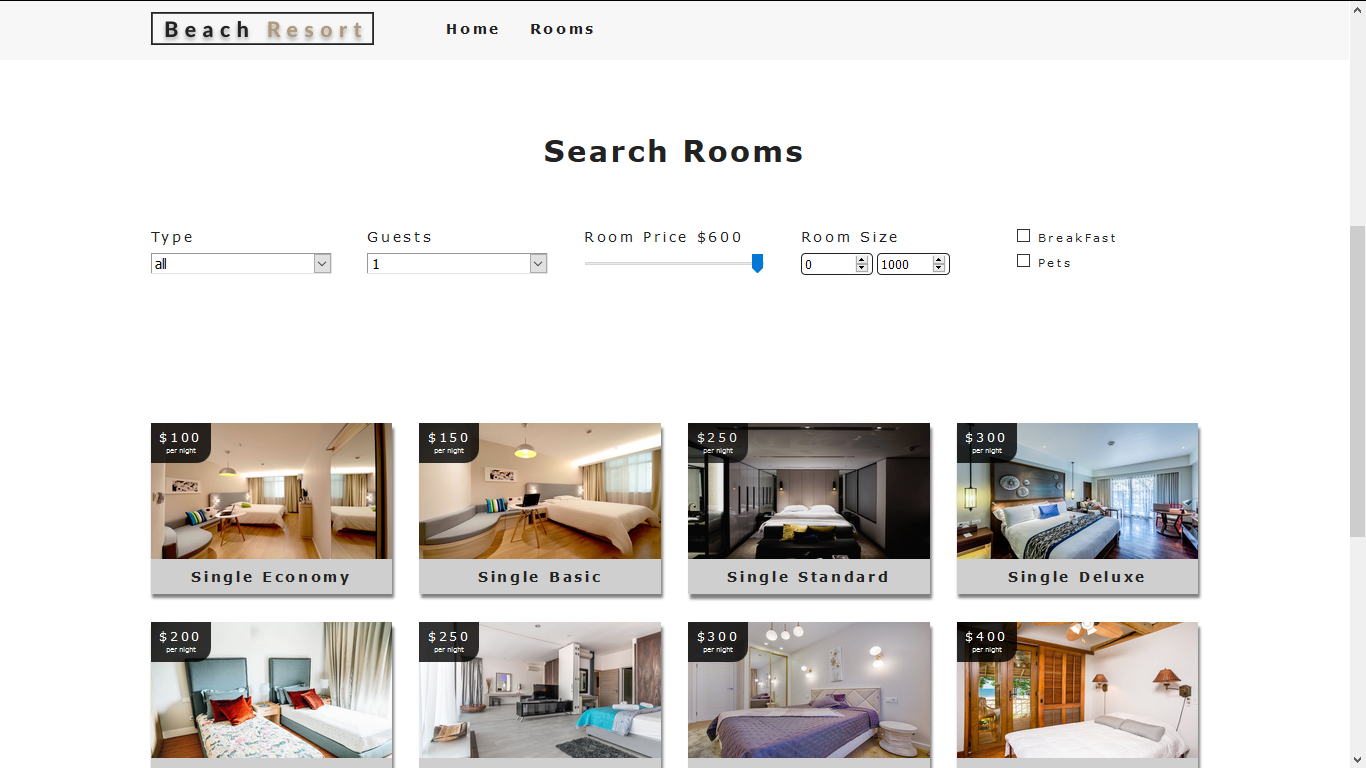 Beach Resort
Home
Rooms
Search Rooms
Type
Guests
Room Price $600
Room Size
BreakFast
all
1
0
1000
Pets
$100
per night
$150
per night
$250
per night
$300
per night
Single Economy
Single Basic
Single Standard
Single Deluxe
$200
per night
$250
per night
$300
per night
$400
per night